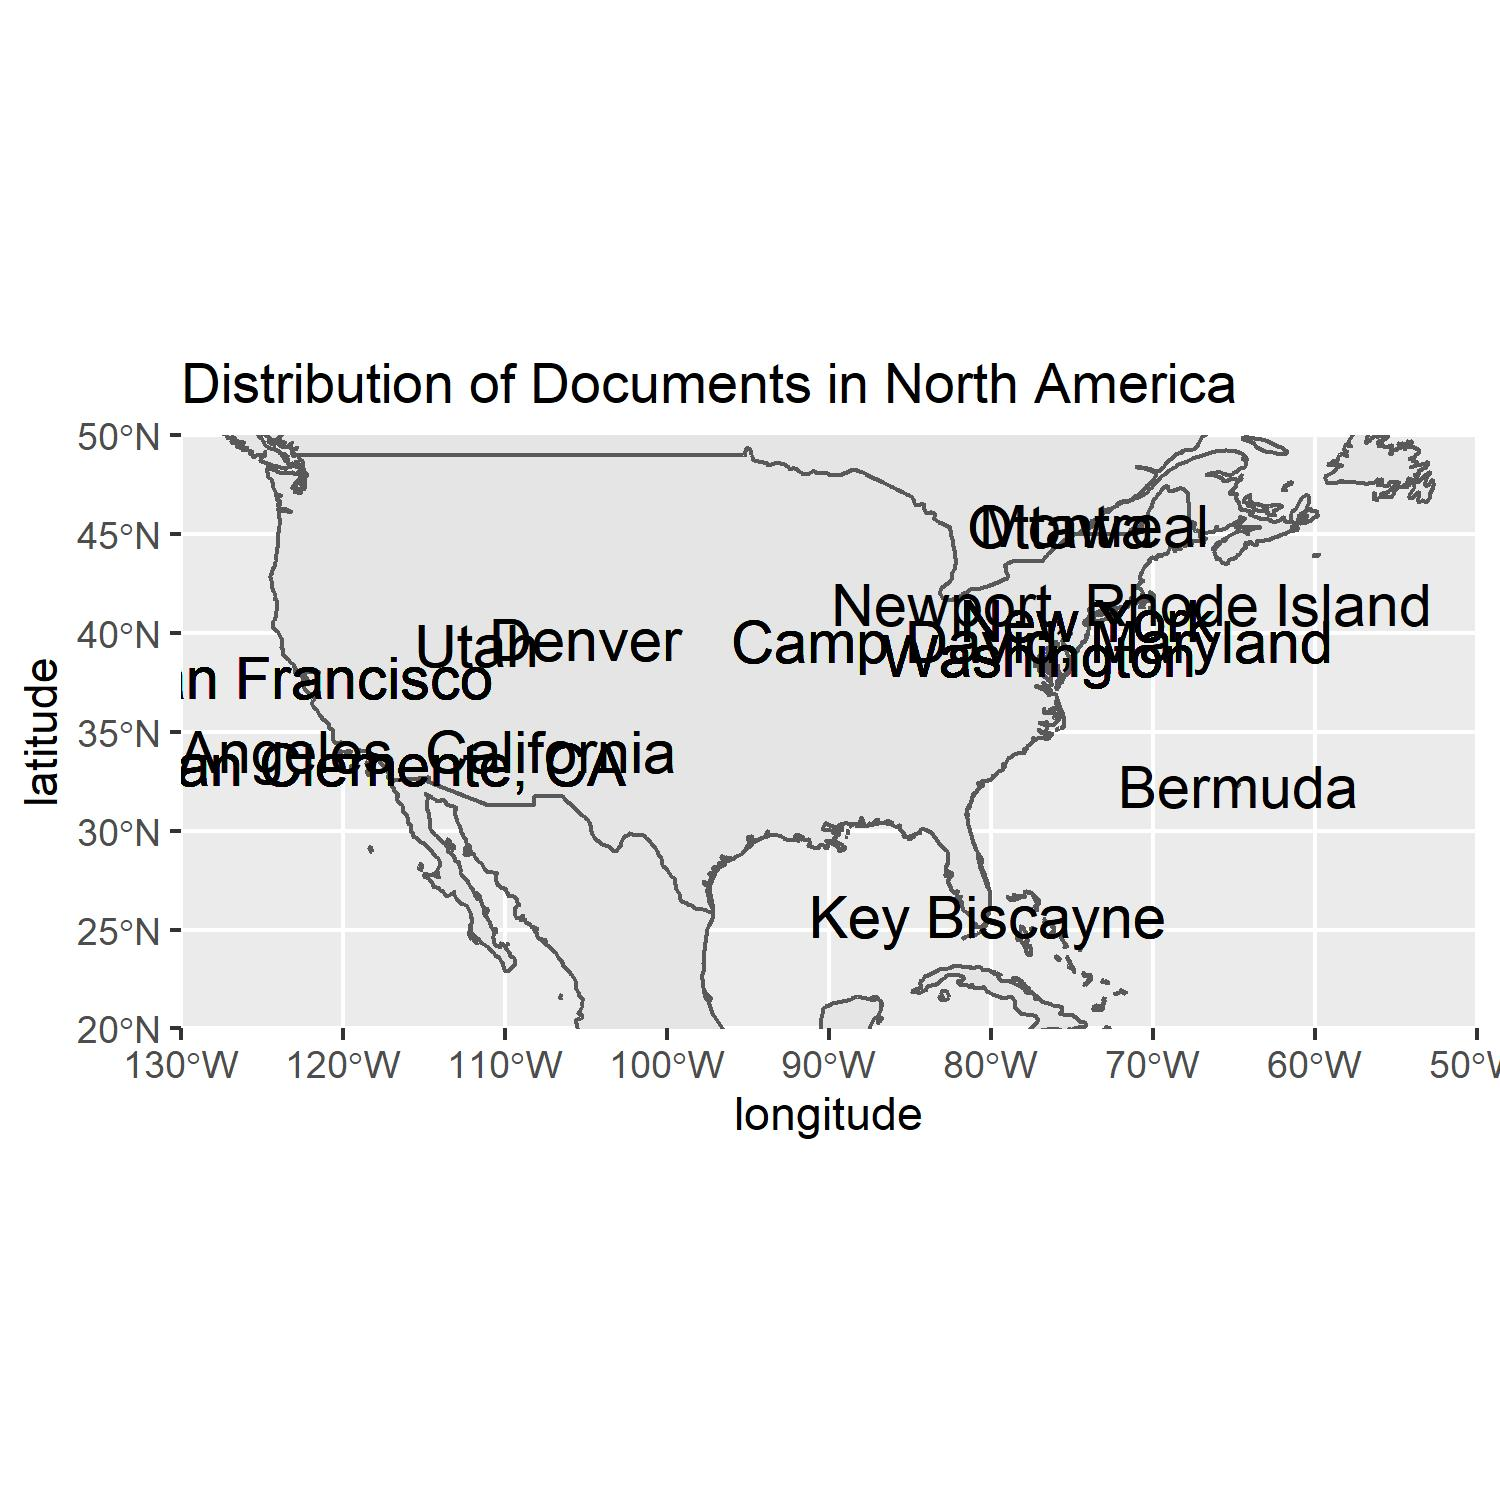 Distribution of Documents in North America
50°N
45°N
40°N
35°N
30°N
25°N
20°N
latitude
Ottawa
Montreal
Newport, Rhode Island
New York
Camp David, Maryland
Washington
Utah
Denver
an Francisco
Angeles, California
an Clemente, CA
Bermuda
Key Biscayne
130°W 120°W 110°W 100°W 90°W 80°W 70°W 60°W 50°W
longitude